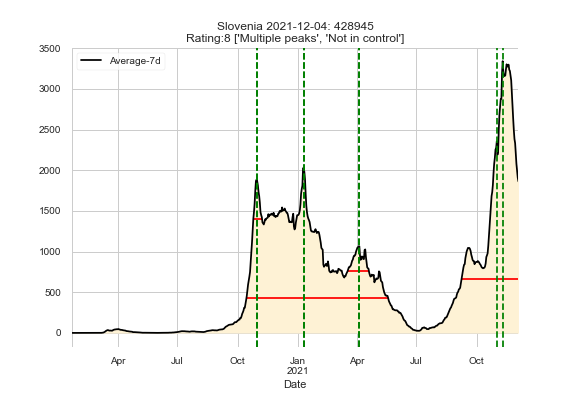 Slovenia 2021-12-04: 428945
Rating:8 ['Multiple peaks', 'Not in control']
Average-7d
3500
3000
2500
2000
1500
1000
500
0
Apr Jul Oct Jan Apr Jul Oct
2021
Date